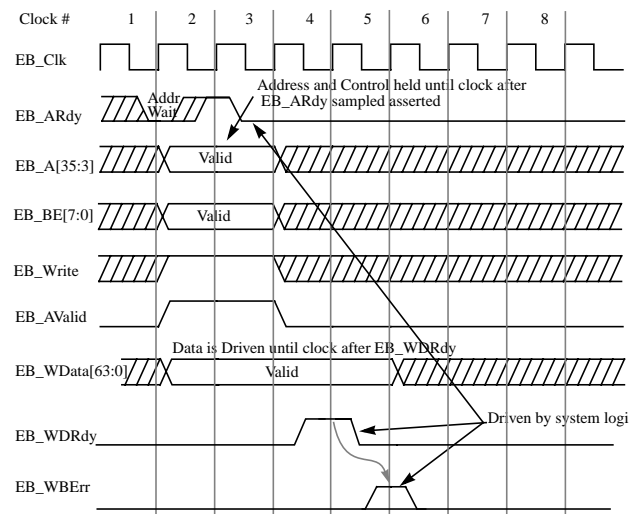 Clock # 1 2 3 4 5 6 7 8
EB_Clk
Address and Control held until clock after
EB_ARdy sampled asserted
EB_ARdy
Addr
Wait
EB_A[35:3]
Valid
EB_BE[7:0]
Valid
EB_Write
EB_AValid
Data is Driven until clock after EB_WDRdy
EB_WData[63:0]
Valid
EB_WDRdy
Driven by system logi
EB_WBErr